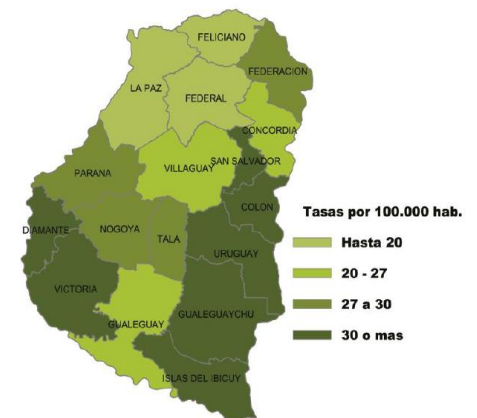 FELICIANO
FEDERACION
LA PAZ
FEDERAL
CONCORDIA
SAN SALVADOR
VILLAGUAY
PARANA
COLON
Tasas por 100.000 hab.
DIAMANTE
NOGOYA
TALA
URUGUAY
Hasta 20
20 - 27
VICTORIA
27 a 30
GUALEGUAYCHU
GUALEGUAY
30 o mas
ISLAS DEL IBICUY